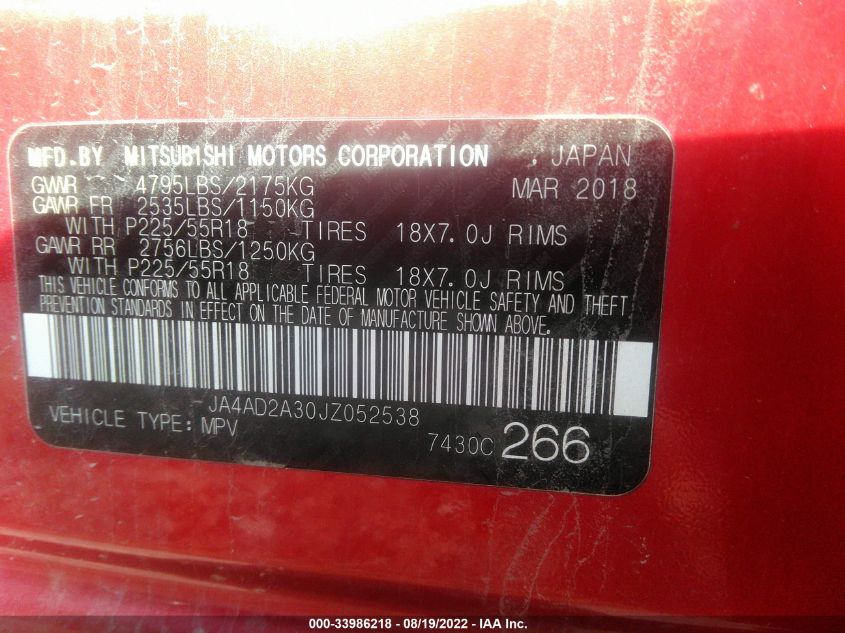 MFD.BY MITSUBISHI MOTORS CORPORATION . JAPAN
GVWR 4795LBS/2175KG MAR 2018
GAWR FR 2535LBS/1150KG
WITH P225/55R18 TIRES 18X7.0J RIMS
GAWR RR 2756LBS/1250KG
WITH P225/55R18 TIRES 18X7.0J RIMS
THIS VEHICLE CONFORMS TO ALL APPLICABLE FEDERAL MOTOR VEHICLE SAFETY AND THEFT
PREVENTION STANDARDS IN EFFECT ON THE DATE OF MANUFACTURE SHOWN ABOVE.
JA4AD2A30JZ052538
VEHICLE TYPE: MPV 7430C 266
000-33986218 - 08/19/2022 - IAA Inc.